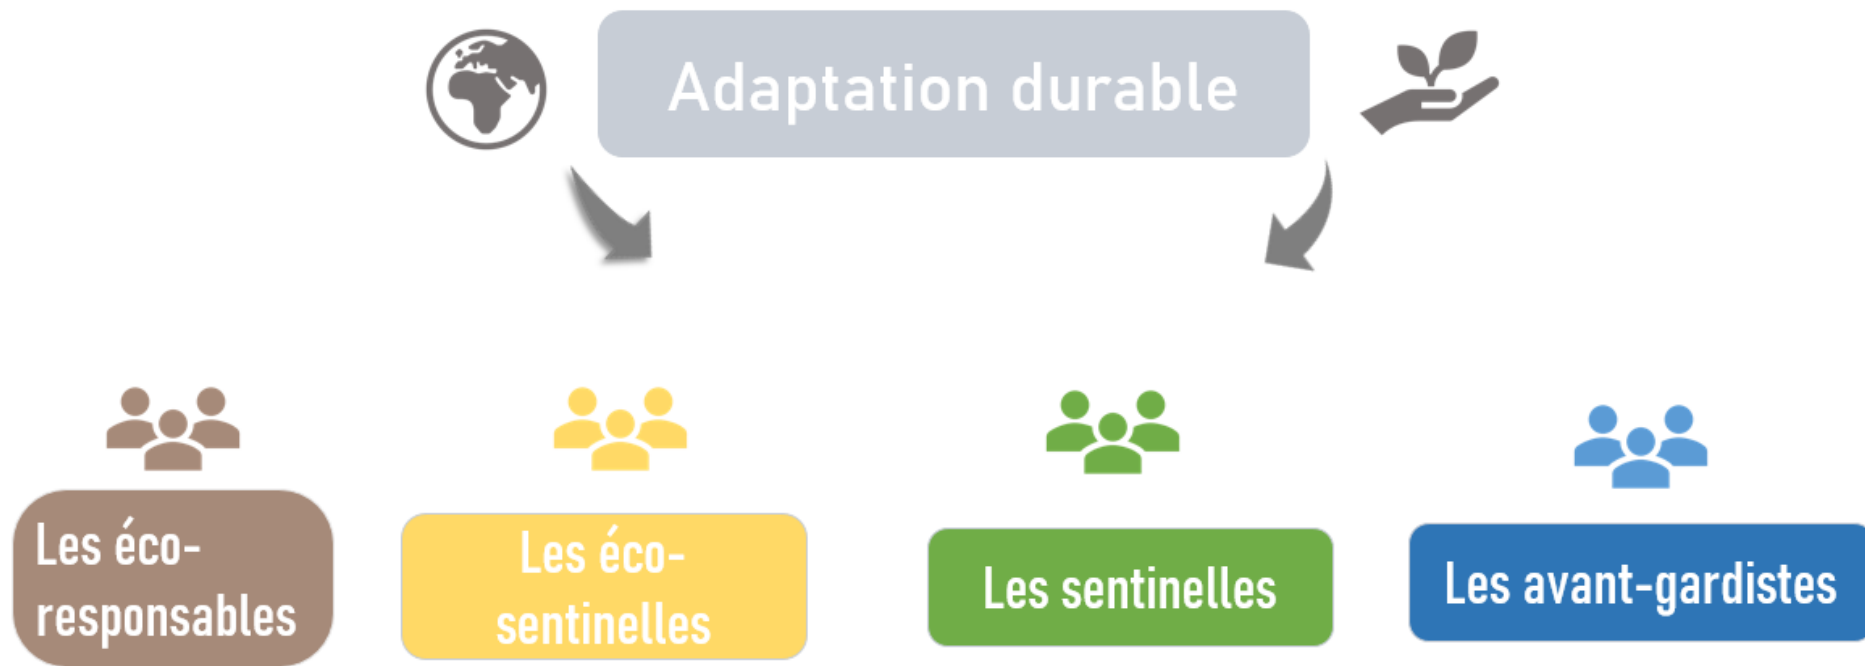 Adaptation durable
Les éco-
responsables
Les éco-
sentinelles
Les sentinelles
Les avant-gardistes